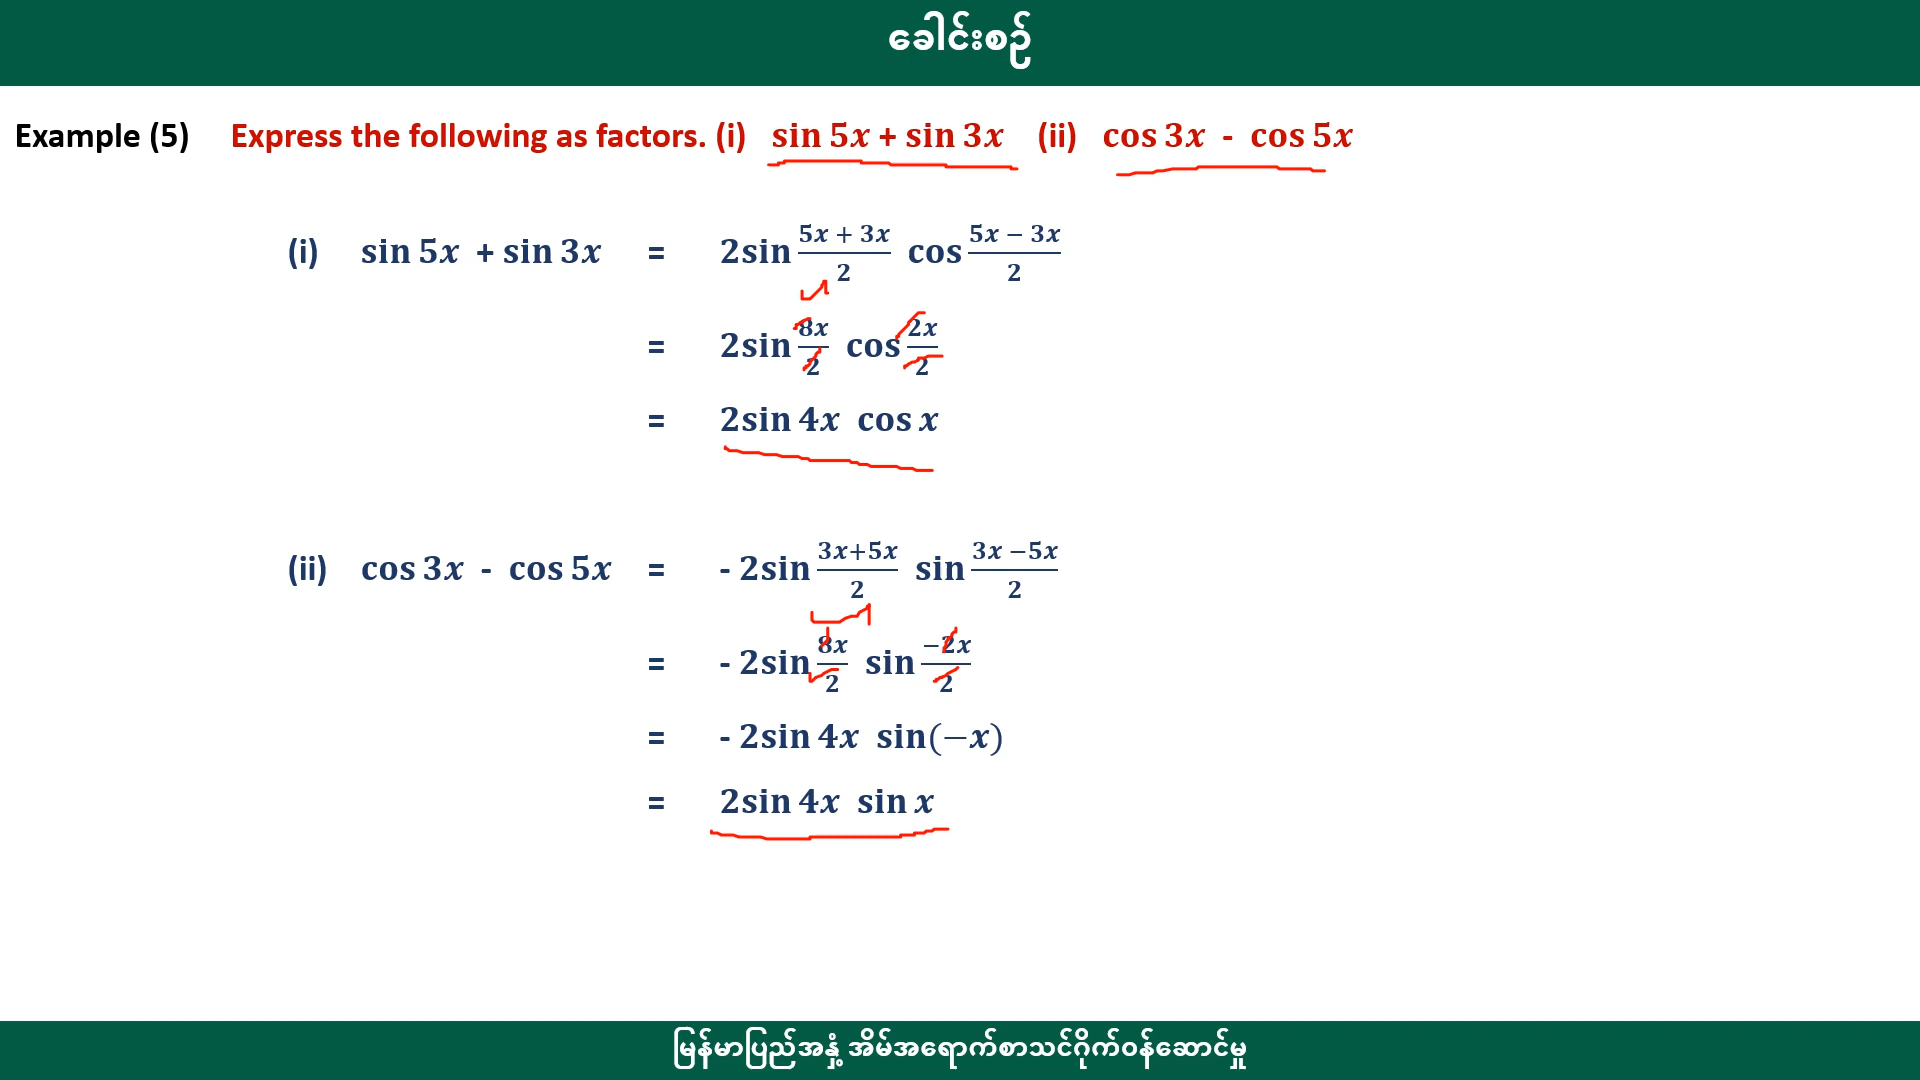 ခေါင်းစဉ်
Example (5) Express the following as factors. (i) sin 5x + sin 3x (ii) cos 3x - cos 5x
(i) sin 5x + sin 3x = 2sin (5x + 3x)/2 cos (5x − 3x)/2
= 2sin 8x/2 cos 2x/2
= 2sin 4x cos x
(ii) cos 3x - cos 5x = - 2sin (3x+5x)/2 sin (3x −5x)/2
= - 2sin 8x/2 sin −2x/2
= - 2sin 4x sin(−x)
= 2sin 4x sin x
မြန်မာပြည်အနှံ့ အိမ်အရောက်စာသင်ဂိုက်ဝန်ဆောင်မှု